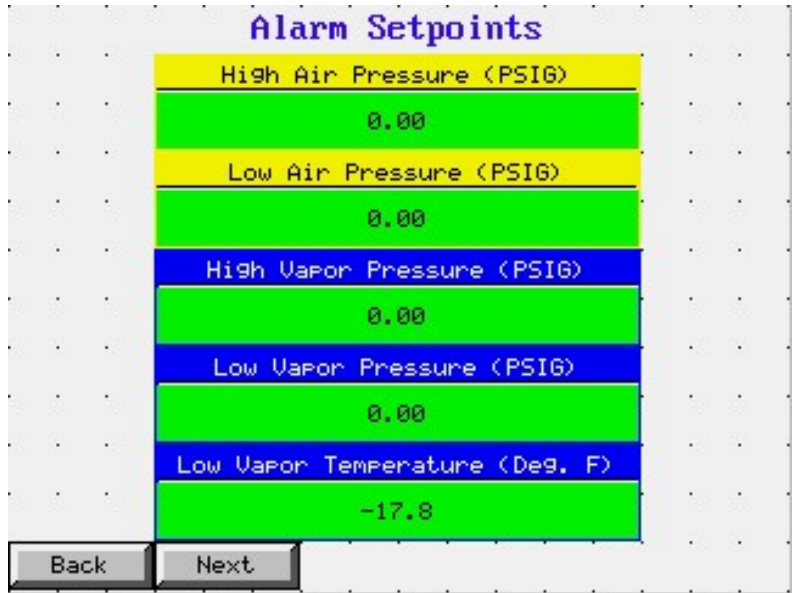 Alarm Setpoints
High Air Pressure (PSIG)
0.00
Low Air Pressure (PSIG)
0.00
High Vapor Pressure (PSIG)
0.00
Low Vapor Pressure (PSIG)
0.00
Low Vapor Temperature (Deg. F)
-17.8
Back Next